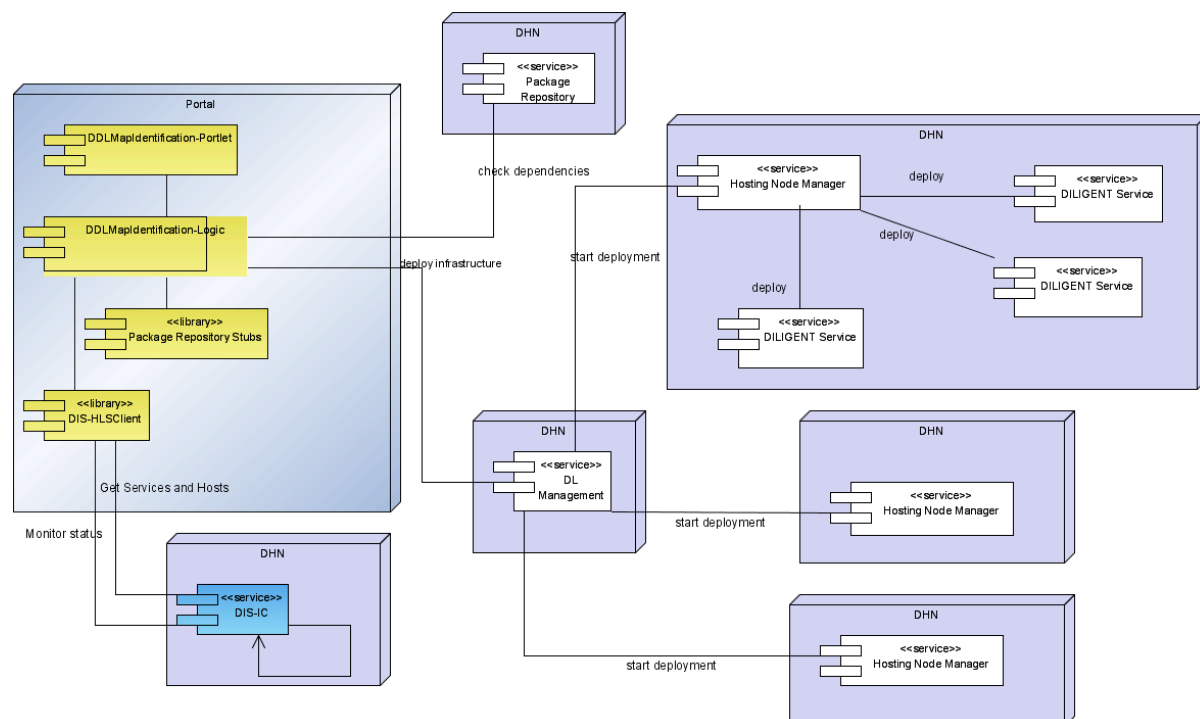 DHN
<<service>>
Package
Repository
Portal
DDLMapIdentification-Portlet
DDLMapIdentification-Logic
<<library>>
Package Repository Stubs
<<library>>
DIS-HLSClient
Get Services and Hosts
Monitor status
check dependencies
deploy infrastructure
DHN
<<service>>
Hosting Node Manager
deploy
<<service>>
DILIGENT Service
deploy
<<service>>
DILIGENT Service
deploy
<<service>>
DILIGENT Service
start deployment
DHN
<<service>>
DL
Management
start deployment
DHN
<<service>>
Hosting Node Manager
DHN
<<service>>
DIS-IC
start deployment
DHN
<<service>>
Hosting Node Manager